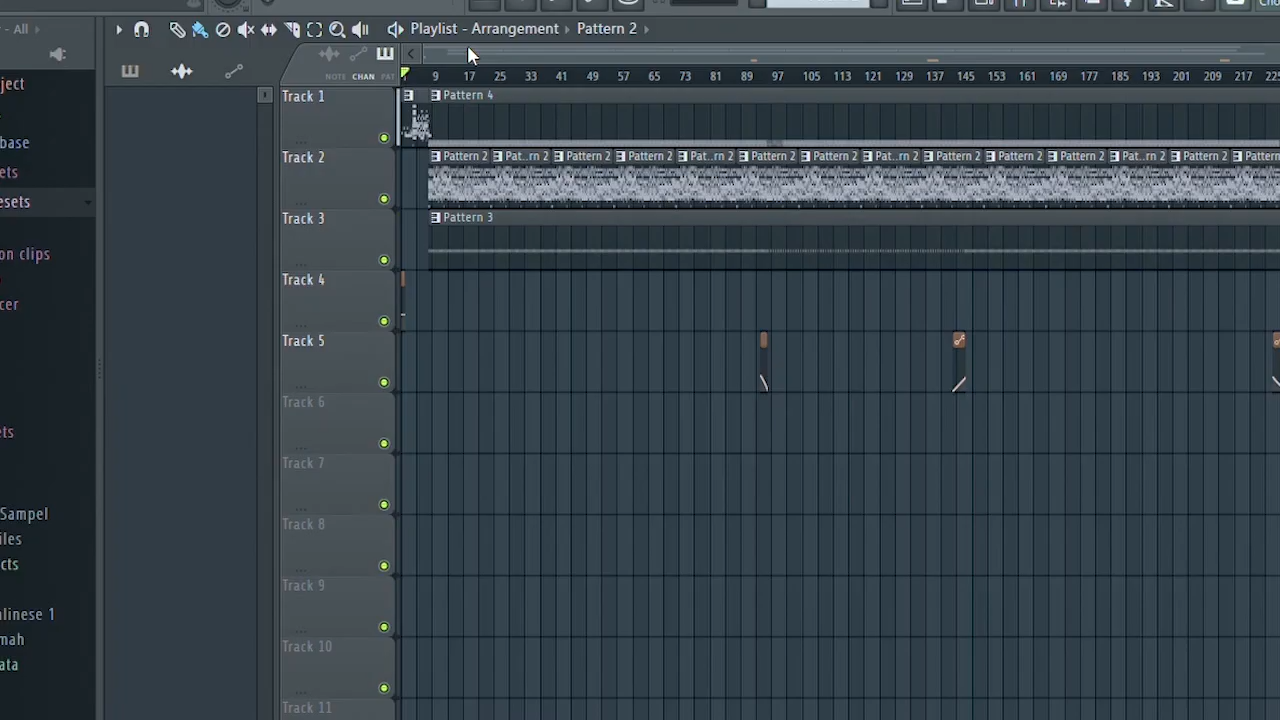 - All
Playlist - Arrangement › Pattern 2 ›
NOTE CHAN PAT
9 17 25 33 41 49 57 65 73 81 89 97 105 113 121 129 137 145 153 161 169 177 185 193 201 209 217 225
Track 1
Pattern 4
Track 2
Pattern 2 Pat..rn 2 Pattern 2 Pattern 2 Pat..rn 2 Pattern 2 Pattern 2 Pat..rn 2 Pattern 2 Pattern 2 Pattern 2 Pat..rn 2 Pattern 2 Pattern
Track 3
Pattern 3
Track 4
Track 5
Track 6
Track 7
Track 8
Track 9
Track 10
Track 11
ject
base
ets
esets
on clips
cer
ets
Sampel
iles
cts
alinese 1
mah
ata